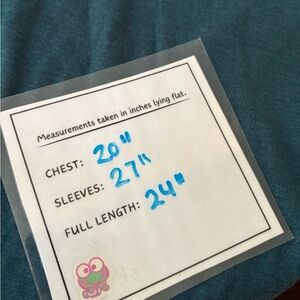 Measurements taken in inches lying flat.
CHEST: 20"
SLEEVES: 27"
FULL LENGTH: 24"